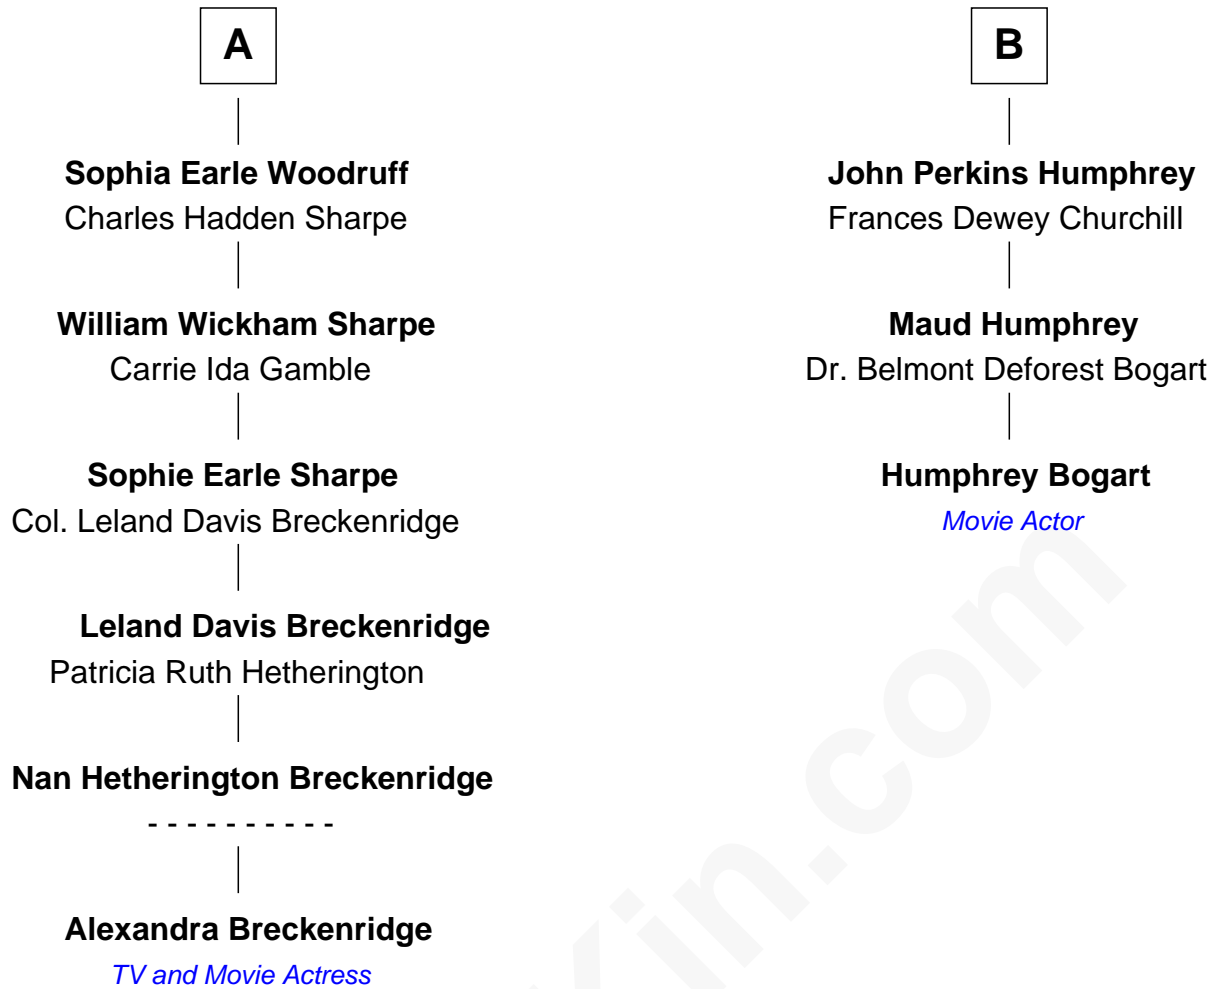 A
Sophia Earle Woodruff
Charles Hadden Sharpe
William Wickham Sharpe
Carrie Ida Gamble
Sophie Earle Sharpe
Col. Leland Davis Breckenridge
Leland Davis Breckenridge
Patricia Ruth Hetherington
Nan Hetherington Breckenridge
- - - - - - - - - -
Alexandra Breckenridge
TV and Movie Actress
B
John Perkins Humphrey
Frances Dewey Churchill
Maud Humphrey
Dr. Belmont Deforest Bogart
Humphrey Bogart
Movie Actor